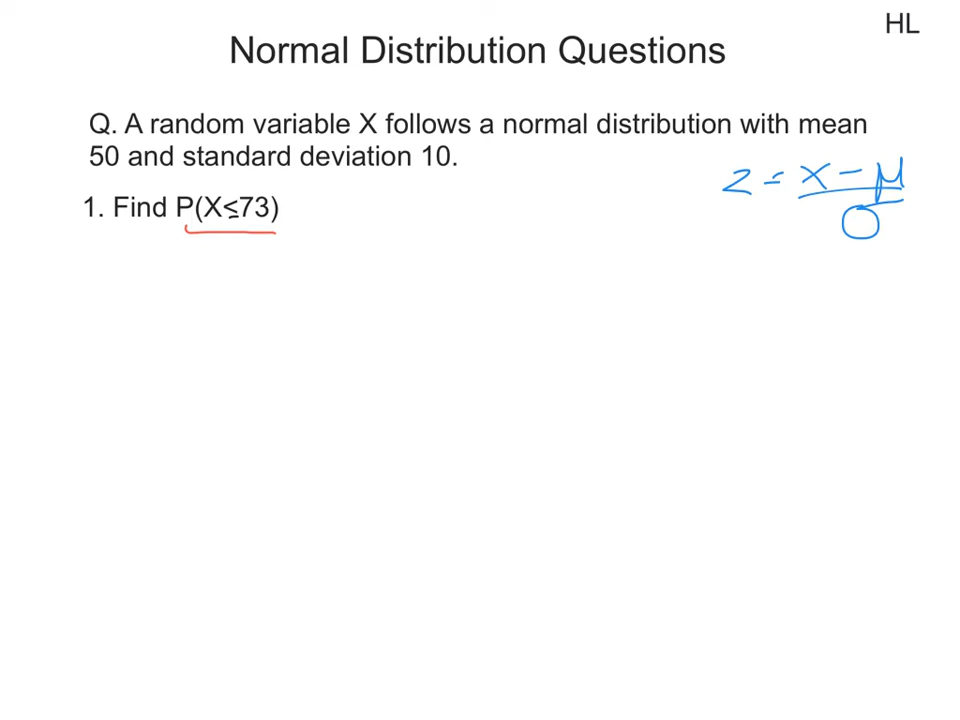 HL
Normal Distribution Questions
Q. A random variable X follows a normal distribution with mean
50 and standard deviation 10.
z = x - μ
σ
1. Find P(X≤73)